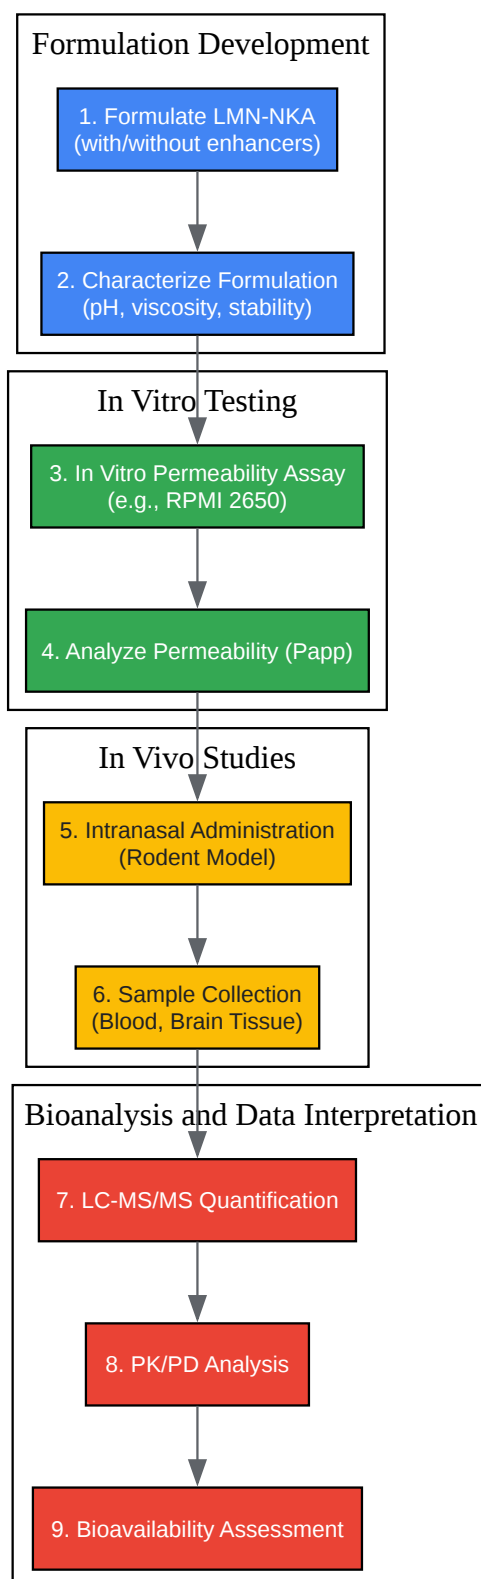 Formulation Development
1. Formulate LMN-NKA
(with/without enhancers)
2. Characterize Formulation
(pH, viscosity, stability)
In Vitro Testing
3. In Vitro Permeability Assay
(e.g., RPMI 2650)
4. Analyze Permeability (Papp)
In Vivo Studies
5. Intranasal Administration
(Rodent Model)
6. Sample Collection
(Blood, Brain Tissue)
Bioanalysis and Data Interpretation
7. LC-MS/MS Quantification
8. PK/PD Analysis
9. Bioavailability Assessment